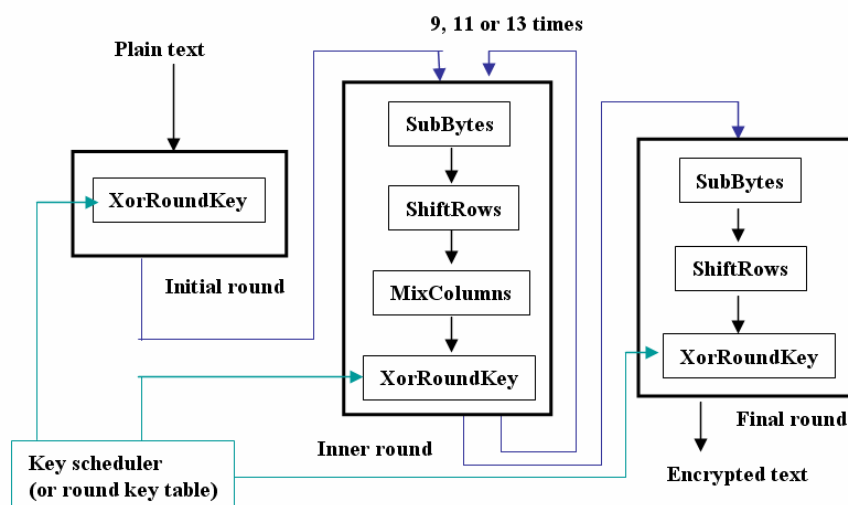 9, 11 or 13 times
Plain text
XorRoundKey
Initial round
SubBytes
ShiftRows
MixColumns
XorRoundKey
Inner round
SubBytes
ShiftRows
XorRoundKey
Final round
Encrypted text
Key scheduler
(or round key table)